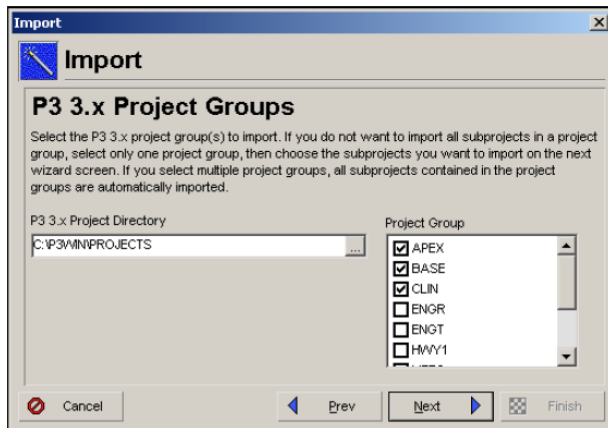 Import
Import
P3 3.x Project Groups
Select the P3 3.x project group(s) to import. If you do not want to import all subprojects in a project
group, select only one project group, then choose the subprojects you want to import on the next
wizard screen. If you select multiple project groups, all subprojects contained in the project
groups are automatically imported.
P3 3.x Project Directory
C:\P3WIN\PROJECTS
...
Project Group
APEX
BASE
CLIN
ENGR
ENGT
HWY1
Cancel
Prev
Next
Finish